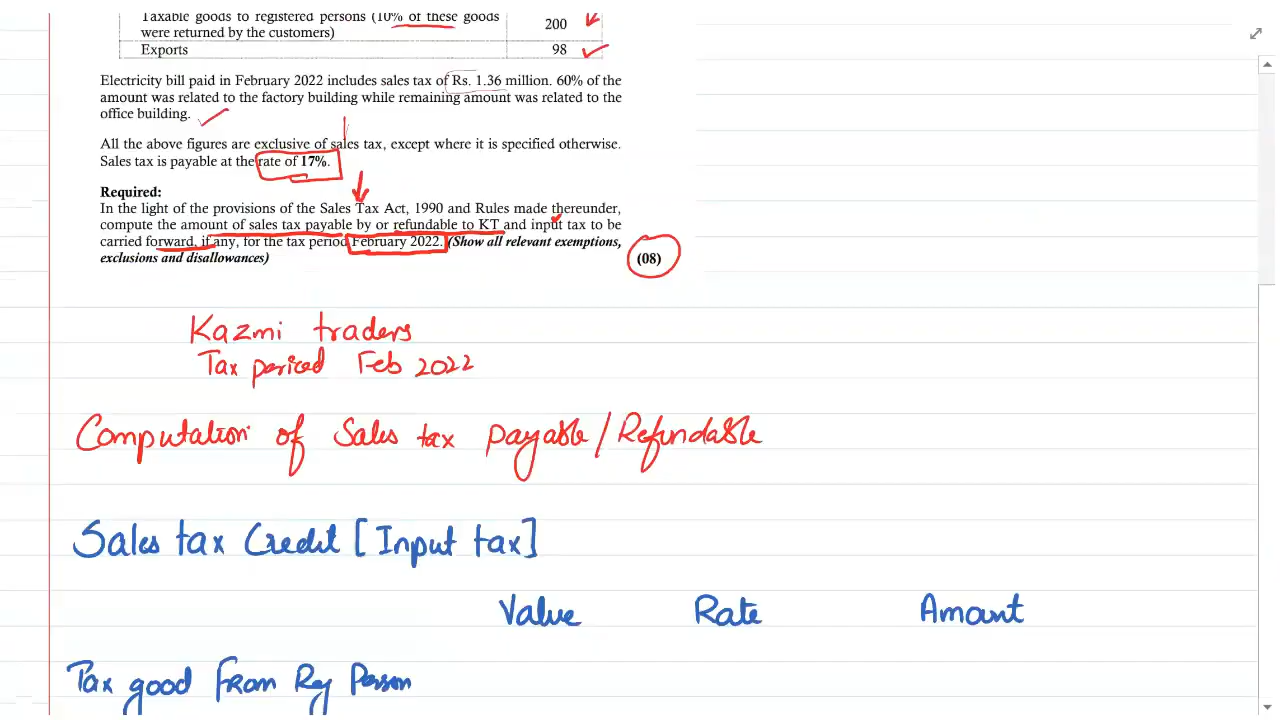 Taxable goods to registered persons (10% of these goods
were returned by the customers) 200
Exports 98
Electricity bill paid in February 2022 includes sales tax of Rs. 1.36 million. 60% of the
amount was related to the factory building while remaining amount was related to the
office building.
All the above figures are exclusive of sales tax, except where it is specified otherwise.
Sales tax is payable at the rate of 17%.
Required:
In the light of the provisions of the Sales Tax Act, 1990 and Rules made thereunder,
compute the amount of sales tax payable by or refundable to KT and input tax to be
carried forward, if any, for the tax period February 2022. (Show all relevant exemptions,
exclusions and disallowances) (08)
Kazmi traders
Tax period Feb 2022
Computation of Sales tax Payable/Refundable
Sales tax Credit [Input tax]
Value Rate Amount
Tax good From Reg Person